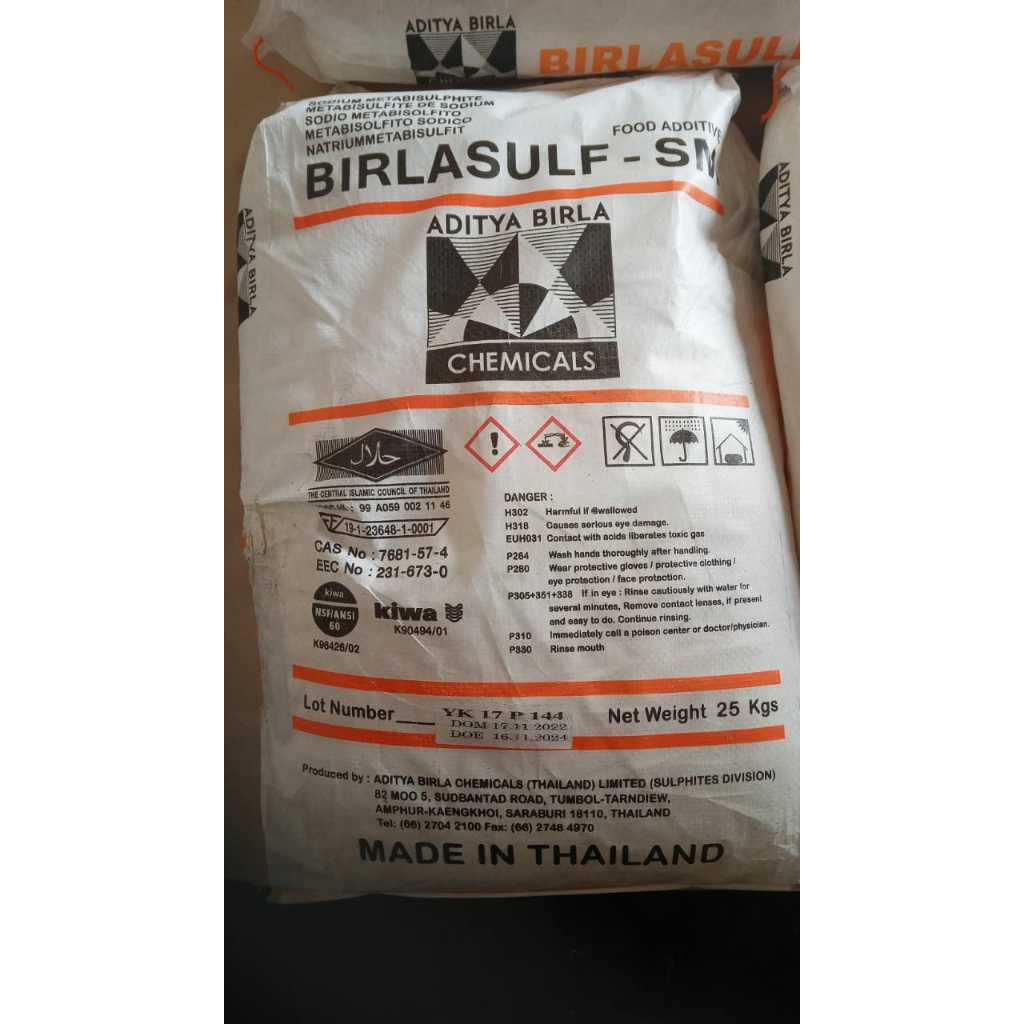 ADITYA BIRLA
BIRLASULF
SODIUM METABISULPHITE
METABISULFITE DE SODIUM
SODIO METABISOLFITO
METABISOLFITO SODICO
NATRIUMMETABISULFIT
FOOD ADDITIVE
BIRLASULF - SM
ADITYA BIRLA
CHEMICALS
ADITYA BIRLA
ADITYA BIRLA
حلال
THE CENTRAL ISLAMIC COUNCIL OF THAILAND
99 A059 002 11 46
19-1-23648-1-0001
CAS No : 7681-57-4
EEC No : 231-673-0
kiwa
NSF/ANSI
60
K98426/02
kiwa
K90494/01
DANGER :
H302 Harmful if Swallowed
H318 Causes serious eye damage.
EUH031 Contact with acids liberates toxic gas
P264 Wash hands thoroughly after handling.
P280 Wear protective gloves / protective clothing /
eye protection / face protection.
P305+351+338 If in eye : Rinse cautiously with water for
several minutes, Remove contact lenses, if present
and easy to do. Continue rinsing.
P310 Immediately call a poison center or doctor/physician.
P330 Rinse mouth
Lot Number YK 17 P 144
DOM 17.11.2022
DOE 16.11.2024
Net Weight 25 Kgs
Produced by : ADITYA BIRLA CHEMICALS (THAILAND) LIMITED (SULPHITES DIVISION)
82 MOO 5, SUDBANTAD ROAD, TUMBOL-TARNDIEW,
AMPHUR-KAENGKHOI, SARABURI 18110, THAILAND
Tel: (66) 2704 2100 Fax: (66) 2748 4970
MADE IN THAILAND